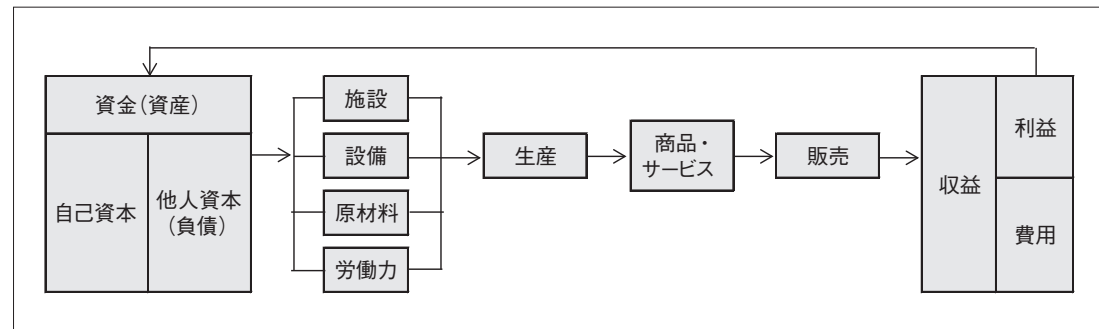 資金（資産）
自己資本
他人資本
（負債）
施設
設備
原材料
労働力
生産
商品・
サービス
販売
収益
利益
費用